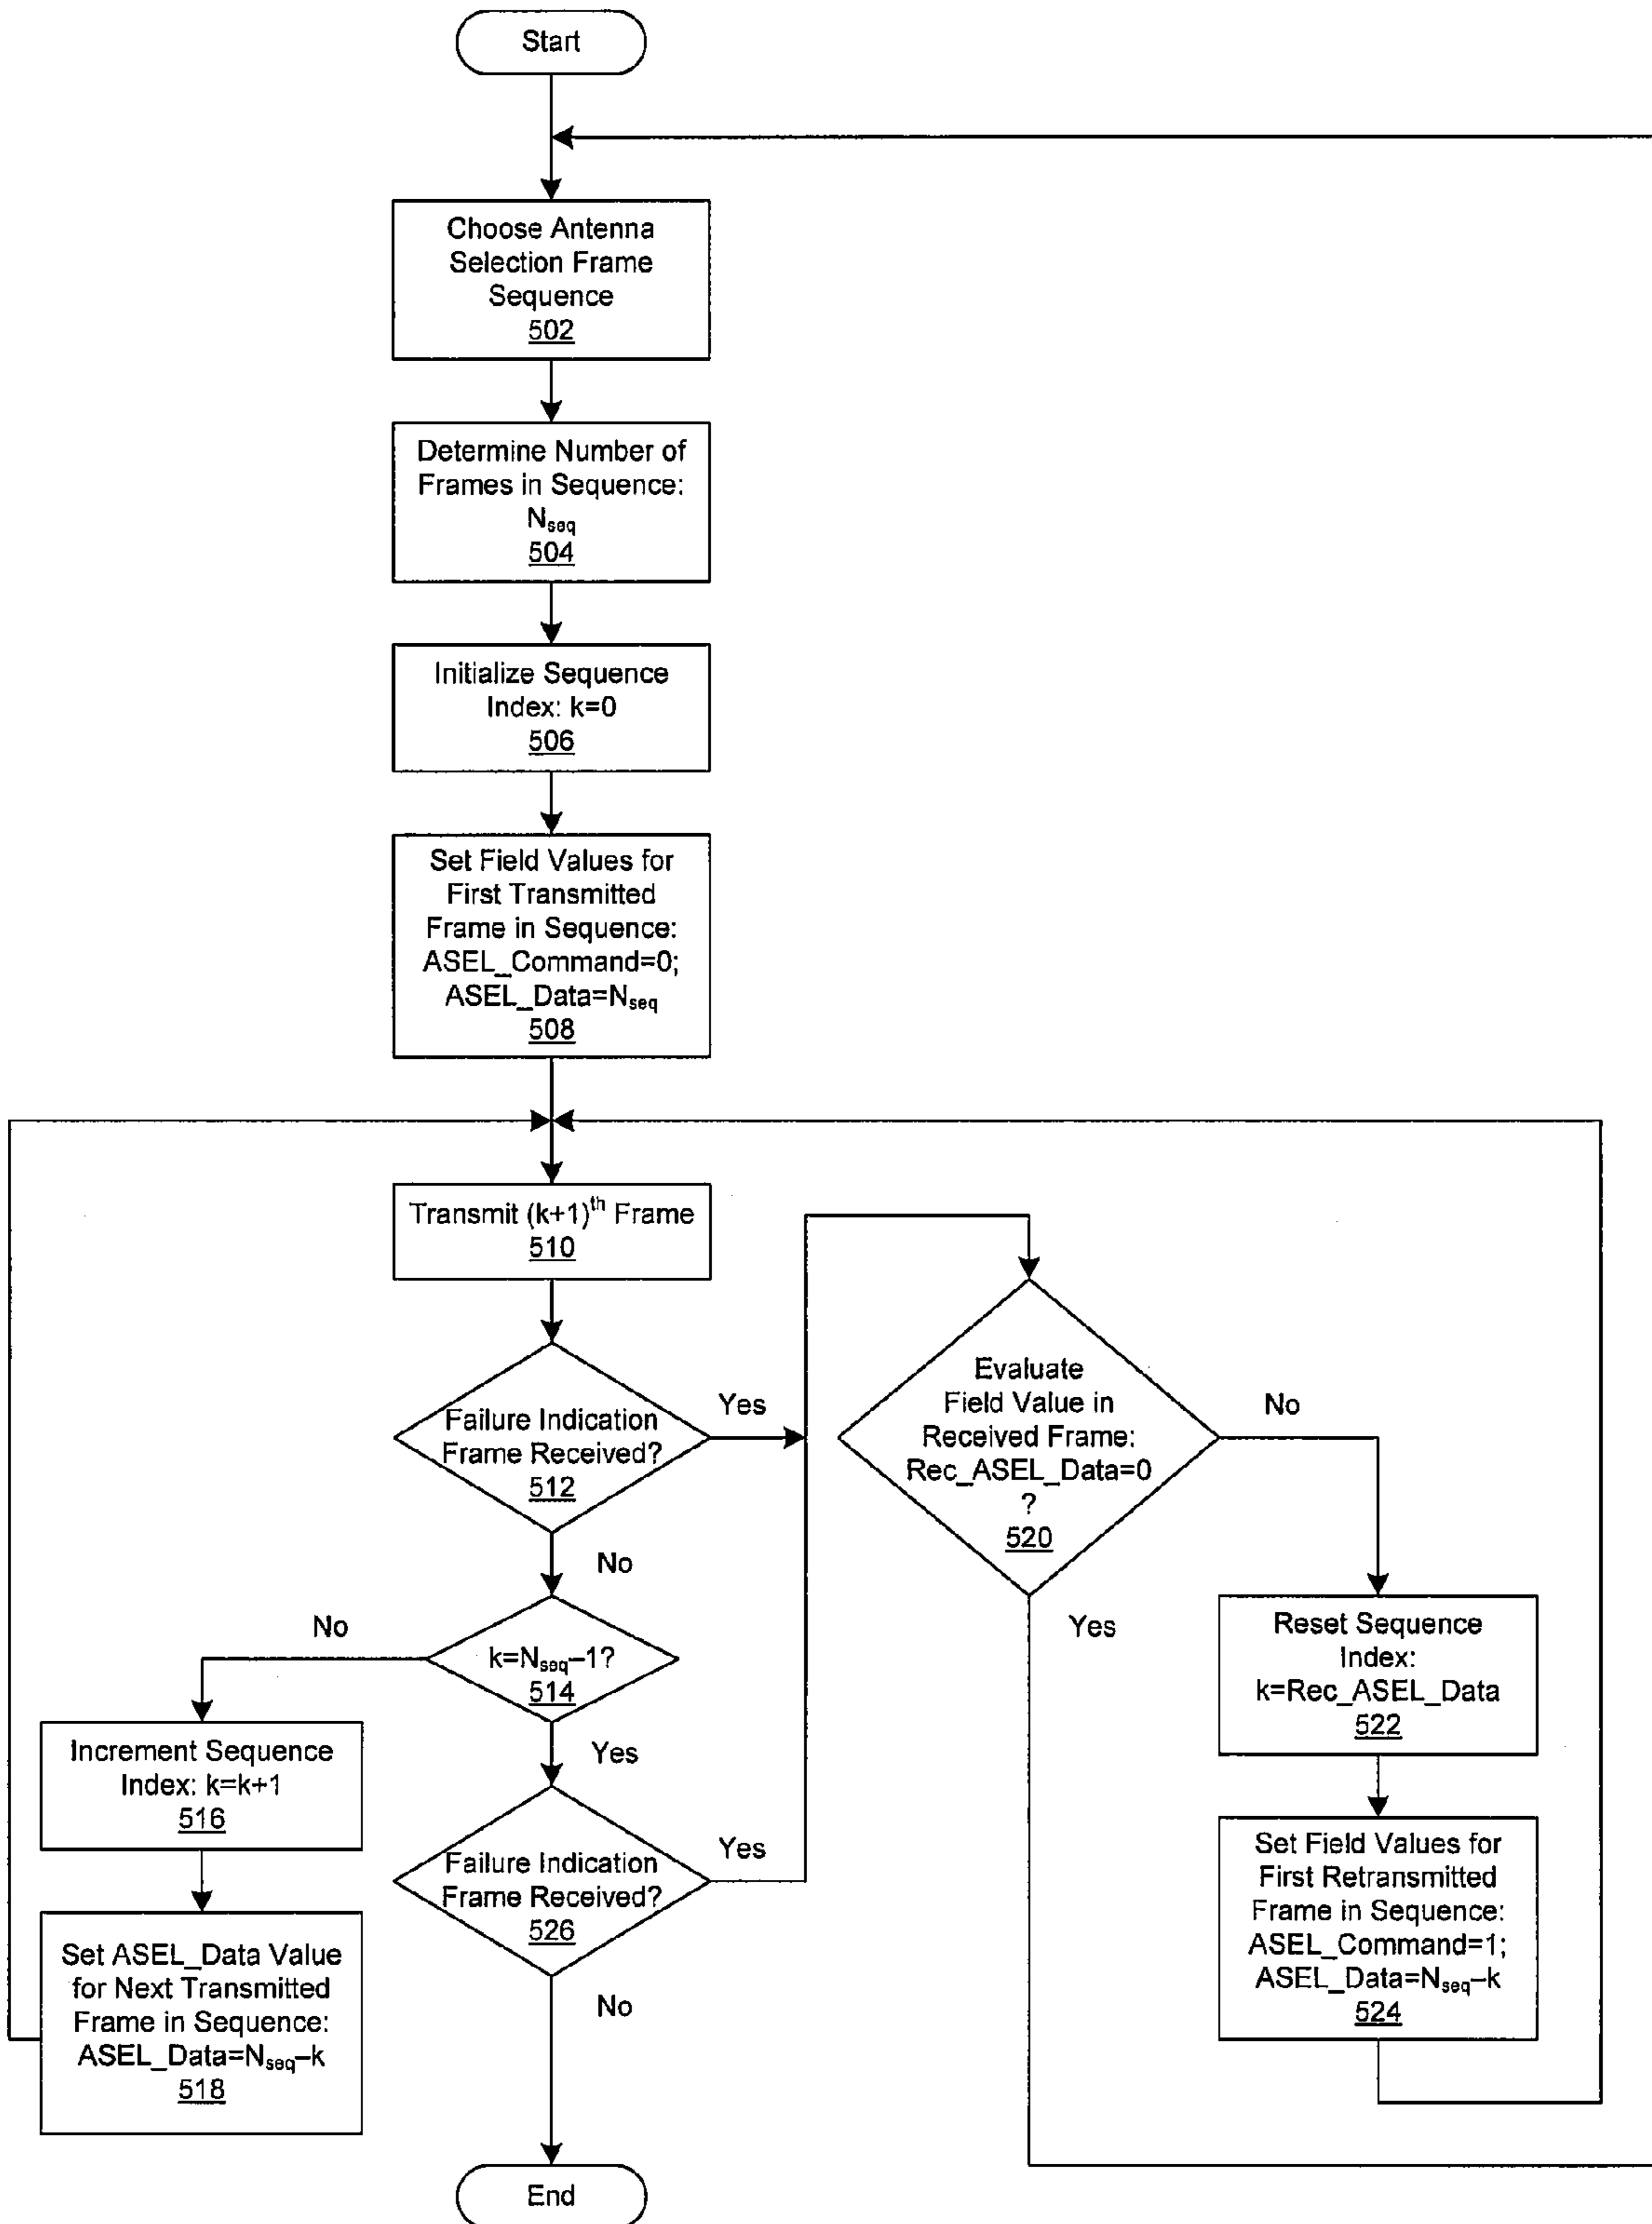 Start
Choose Antenna
Selection Frame
Sequence
502
Determine Number of
Frames in Sequence:
Nseq
504
Initialize Sequence
Index: k=0
506
Set Field Values for
First Transmitted
Frame in Sequence:
ASEL_Command=0;
ASEL_Data=Nseq
508
Transmit (k+1)th Frame
510
Failure Indication
Frame Received?
512
Yes
No
Evaluate
Field Value in
Received Frame:
Rec_ASEL_Data=0
?
520
No
Yes
k=Nseq–1?
514
No
Yes
Increment Sequence
Index: k=k+1
516
Set ASEL_Data Value
for Next Transmitted
Frame in Sequence:
ASEL_Data=Nseq–k
518
Failure Indication
Frame Received?
526
Yes
No
Reset Sequence
Index:
k=Rec_ASEL_Data
522
Set Field Values for
First Retransmitted
Frame in Sequence:
ASEL_Command=1;
ASEL_Data=Nseq–k
524
End